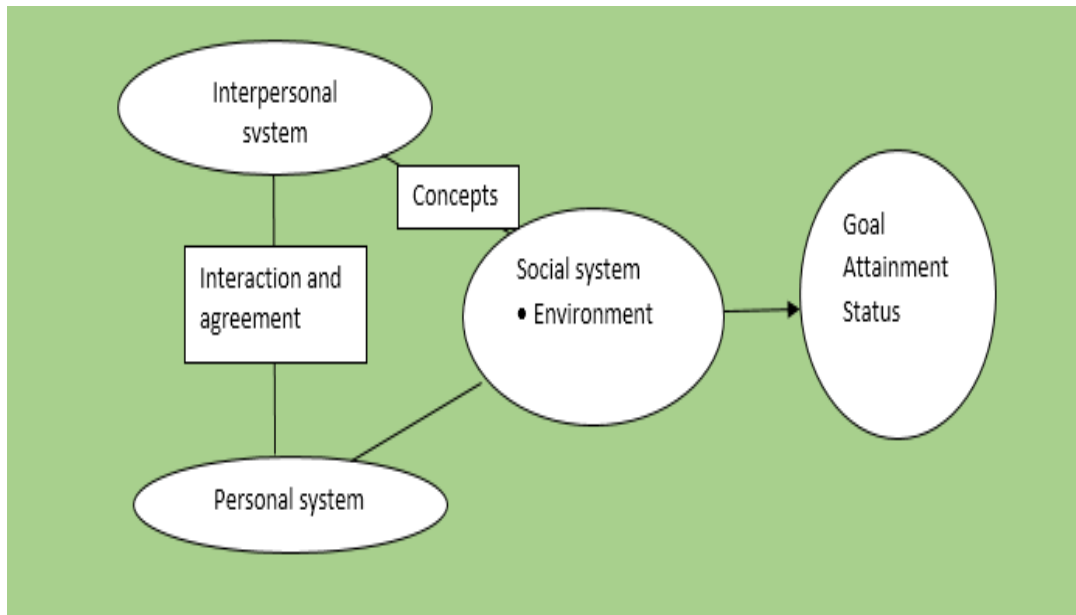 Interpersonal
system
Concepts
Interaction and
agreement
Social system
• Environment
Goal
Attainment
Status
Personal system